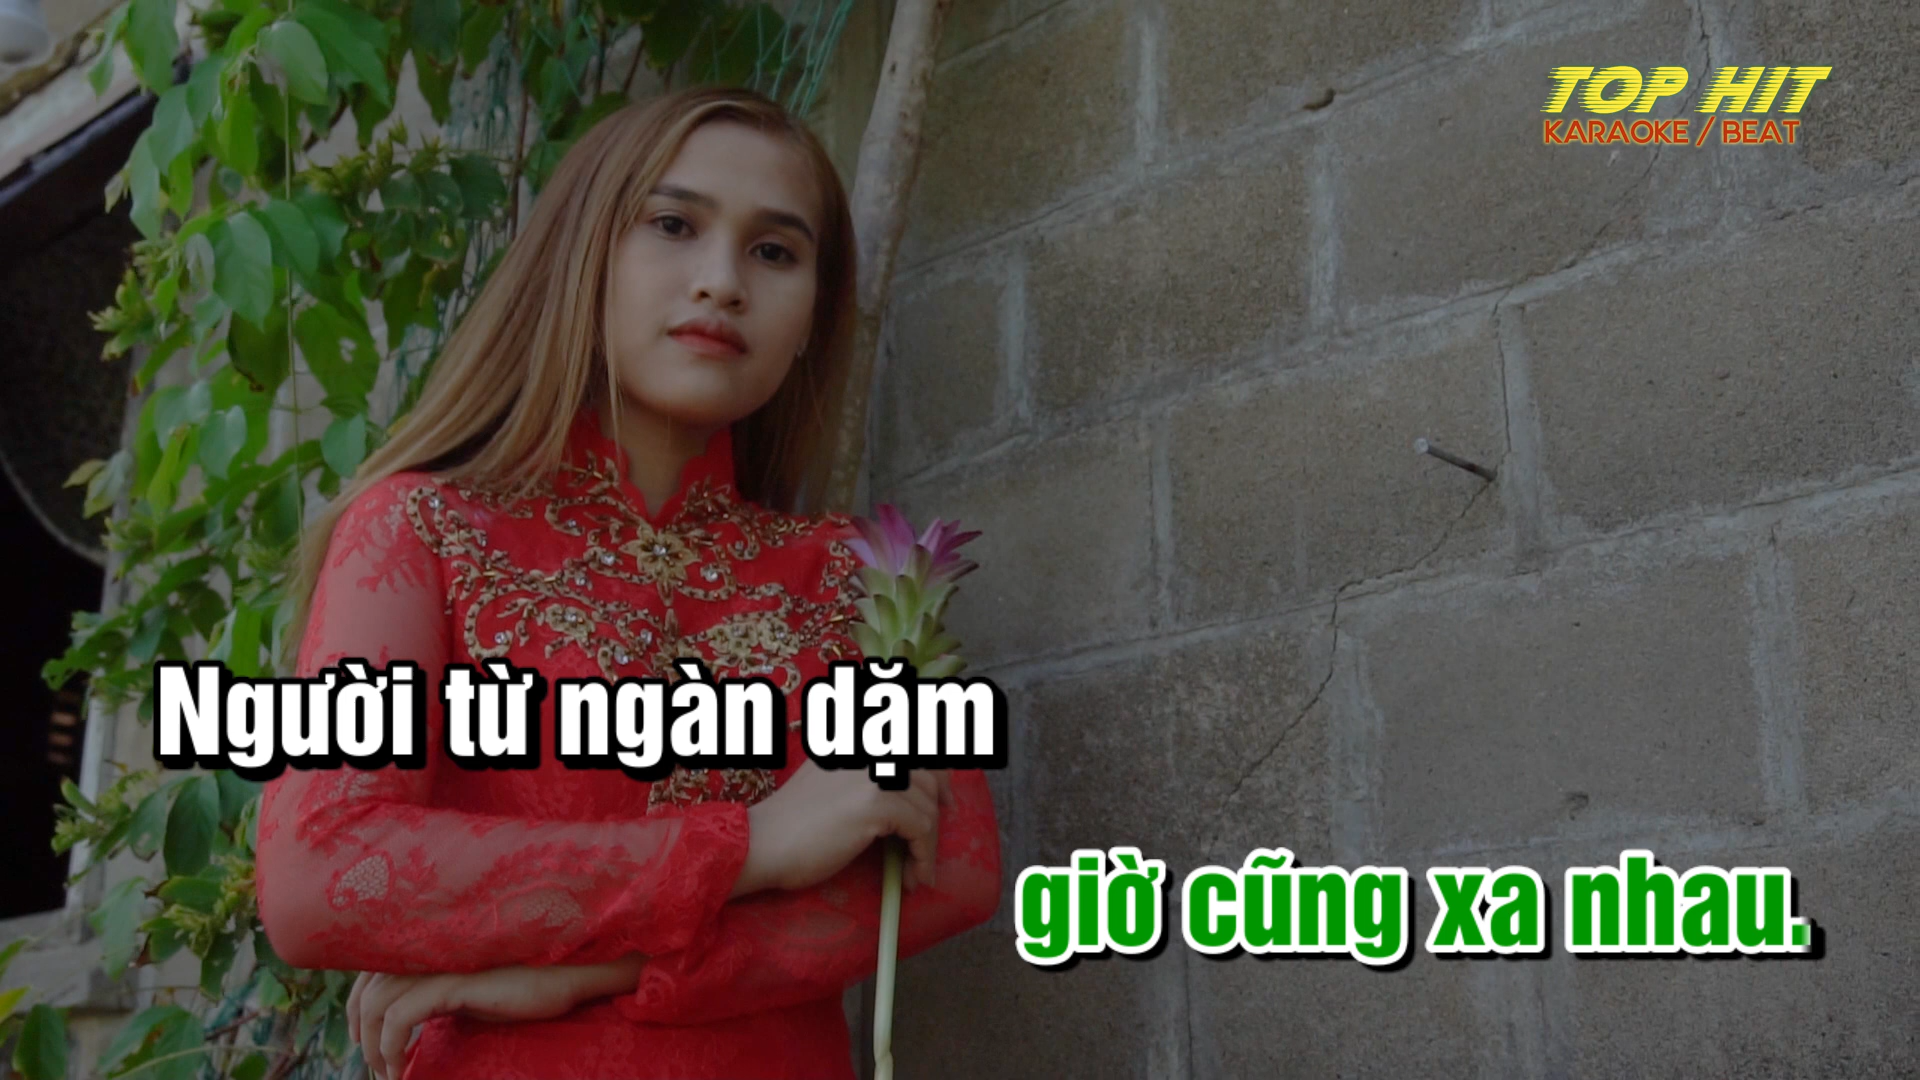 TOP HIT
KARAOKE / BEAT
Người từ ngàn dặm
giờ cũng xa nhau.